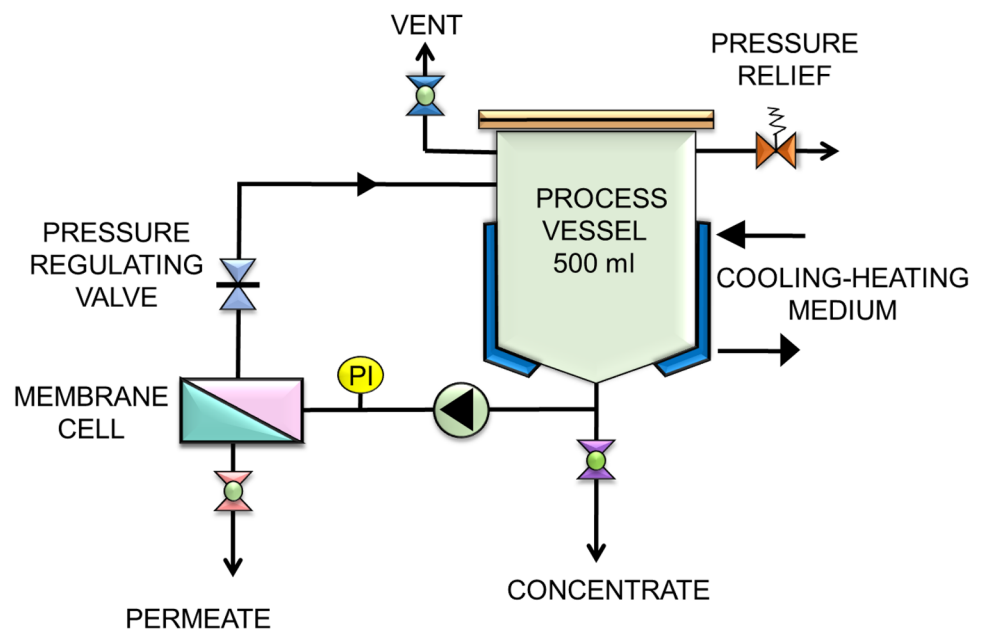 VENT
PRESSURE
RELIEF
PROCESS
VESSEL
500 ml
PRESSURE
REGULATING
VALVE
COOLING-HEATING
MEDIUM
PI
MEMBRANE
CELL
CONCENTRATE
PERMEATE